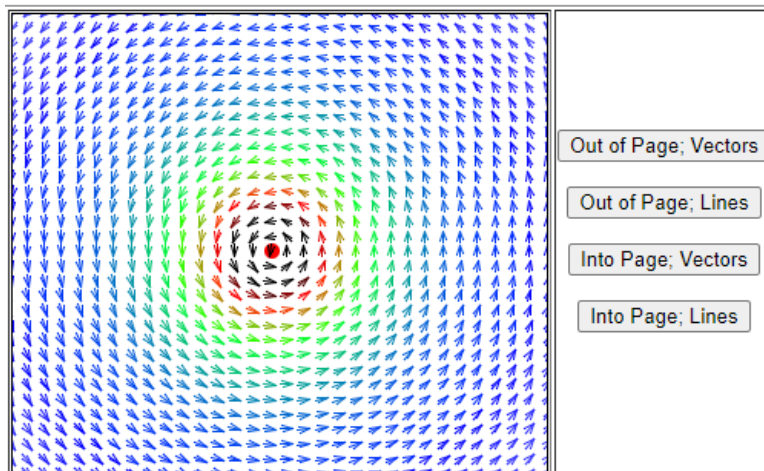 Out of Page; Vectors
Out of Page; Lines
Into Page; Vectors
Into Page; Lines